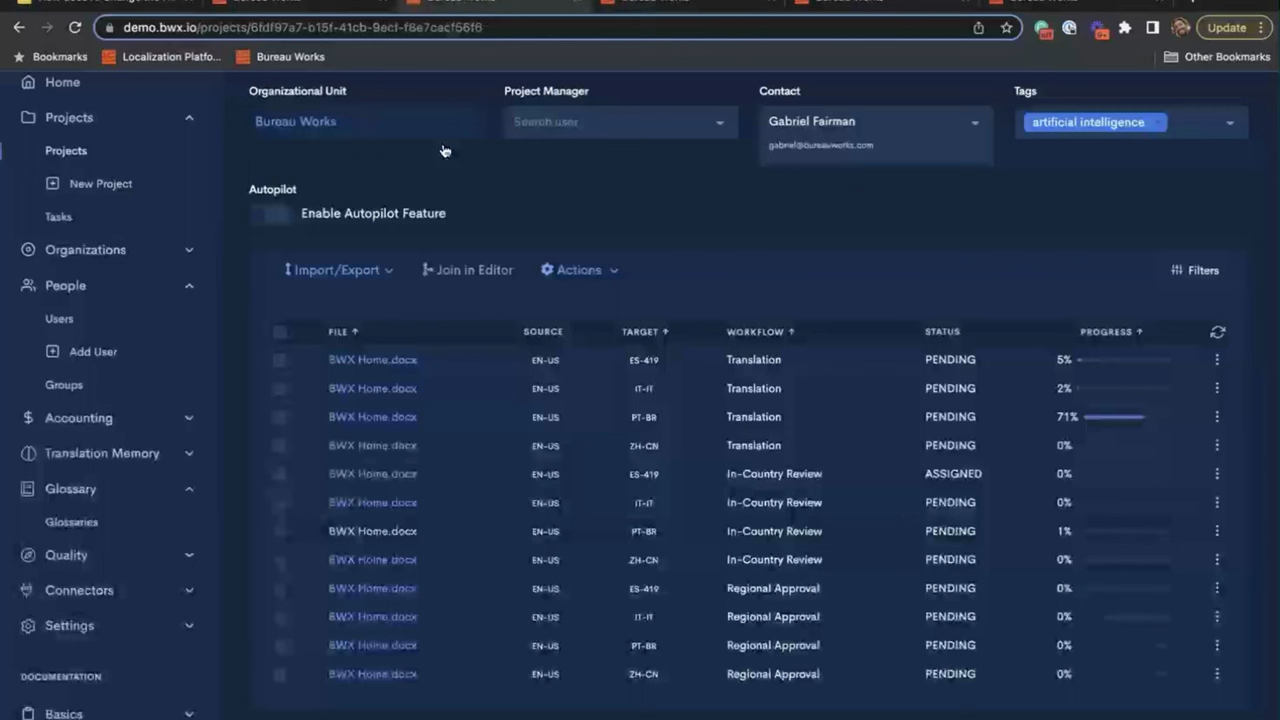 demo.bwx.io/projects/6fdf97a7-b15f-41cb-9ecf-f8e7cacf56f6
Update
Bookmarks
Localization Platfo...
Bureau Works
Other Bookmarks
Home
Projects
Projects
New Project
Tasks
Organizations
People
Users
Add User
Groups
Accounting
Translation Memory
Glossary
Glossaries
Quality
Connectors
Settings
DOCUMENTATION
Basics
Organizational Unit
Bureau Works
Project Manager
Search user
Contact
Gabriel Fairman
gabriel@bureauworks.com
Tags
artificial intelligence
Autopilot
Enable Autopilot Feature
Import/Export
Join in Editor
Actions
Filters
FILE SOURCE TARGET WORKFLOW STATUS PROGRESS
BWX Home.docx EN-US ES-419 Translation PENDING 5%
BWX Home.docx EN-US IT-IT Translation PENDING 2%
BWX Home.docx EN-US PT-BR Translation PENDING 71%
BWX Home.docx EN-US ZH-CN Translation PENDING 0%
BWX Home.docx EN-US ES-419 In-Country Review ASSIGNED 0%
BWX Home.docx EN-US IT-IT In-Country Review PENDING 0%
BWX Home.docx EN-US PT-BR In-Country Review PENDING 1%
BWX Home.docx EN-US ZH-CN In-Country Review PENDING 0%
BWX Home.docx EN-US ES-419 Regional Approval PENDING 0%
BWX Home.docx EN-US IT-IT Regional Approval PENDING 0%
BWX Home.docx EN-US PT-BR Regional Approval PENDING 0%
BWX Home.docx EN-US ZH-CN Regional Approval PENDING 0%